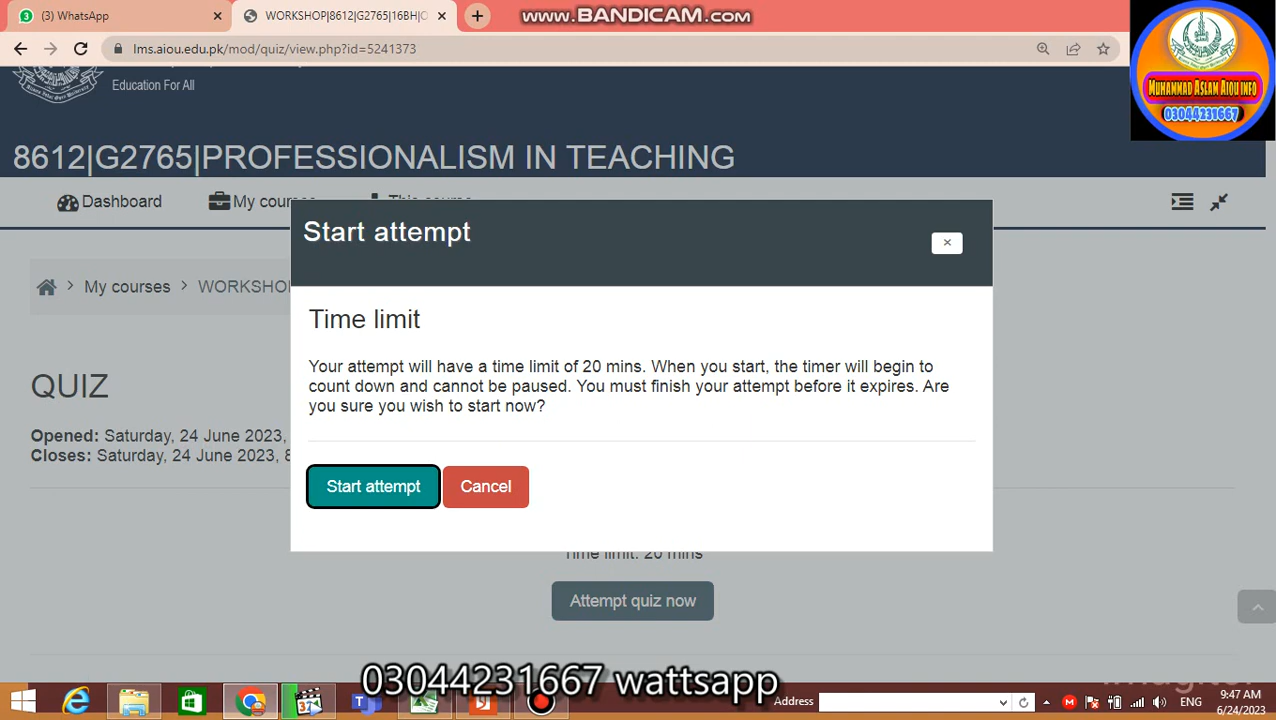 (3) WhatsApp
WORKSHOP|8612|G2765|16BH|O
WWW.BANDICAM.COM
lms.aiou.edu.pk/mod/quiz/view.php?id=5241373
Education For All
MUHAMMAD ASLAM AIOU INFO
03044231667
8612|G2765|PROFESSIONALISM IN TEACHING
Dashboard
My courses
This course
Start attempt
My courses
WORKSHO
Time limit
Your attempt will have a time limit of 20 mins. When you start, the timer will begin to
count down and cannot be paused. You must finish your attempt before it expires. Are
you sure you wish to start now?
QUIZ
Opened: Saturday, 24 June 2023,
Closes: Saturday, 24 June 2023, 8
Start attempt
Cancel
Time limit: 20 mins
Attempt quiz now
03044231667 wattsapp
Address
ENG
9:47 AM
6/24/2023